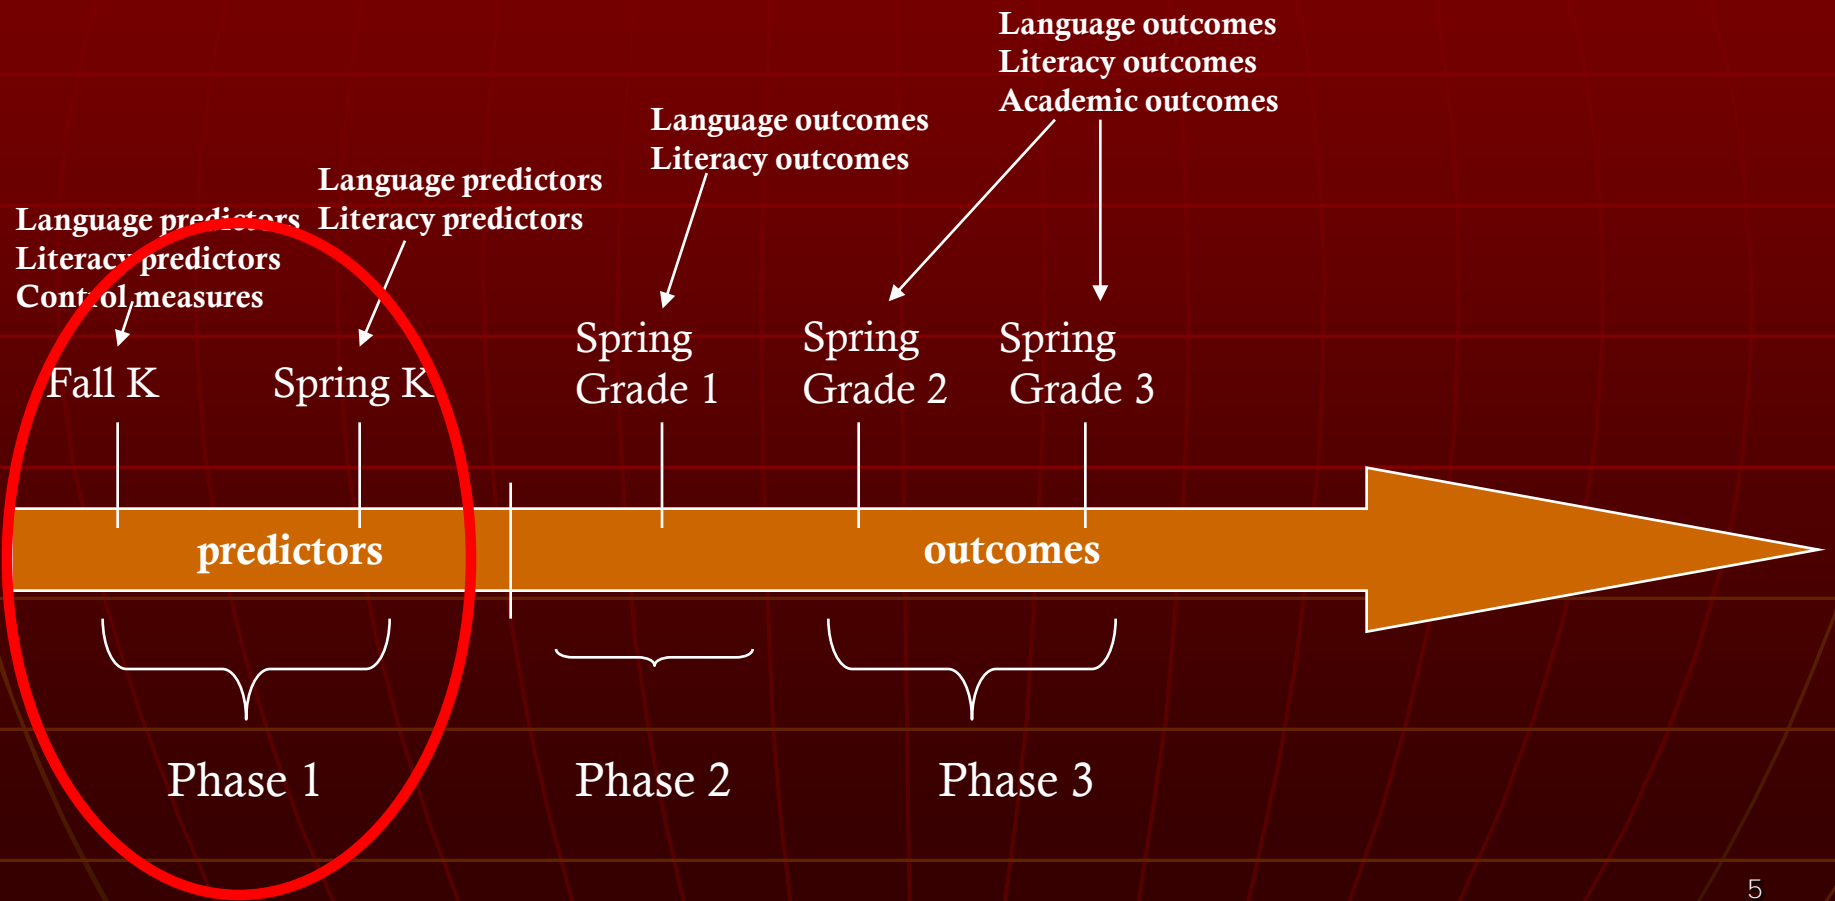 Language outcomes
Literacy outcomes
Academic outcomes
Language outcomes
Literacy outcomes
Language predictors
Literacy predictors
Language predictors
Literacy predictors
Control measures
Fall K
Spring K
Spring
Grade 1
Spring
Grade 2
Spring
Grade 3
predictors
outcomes
Phase 1
Phase 2
Phase 3
5